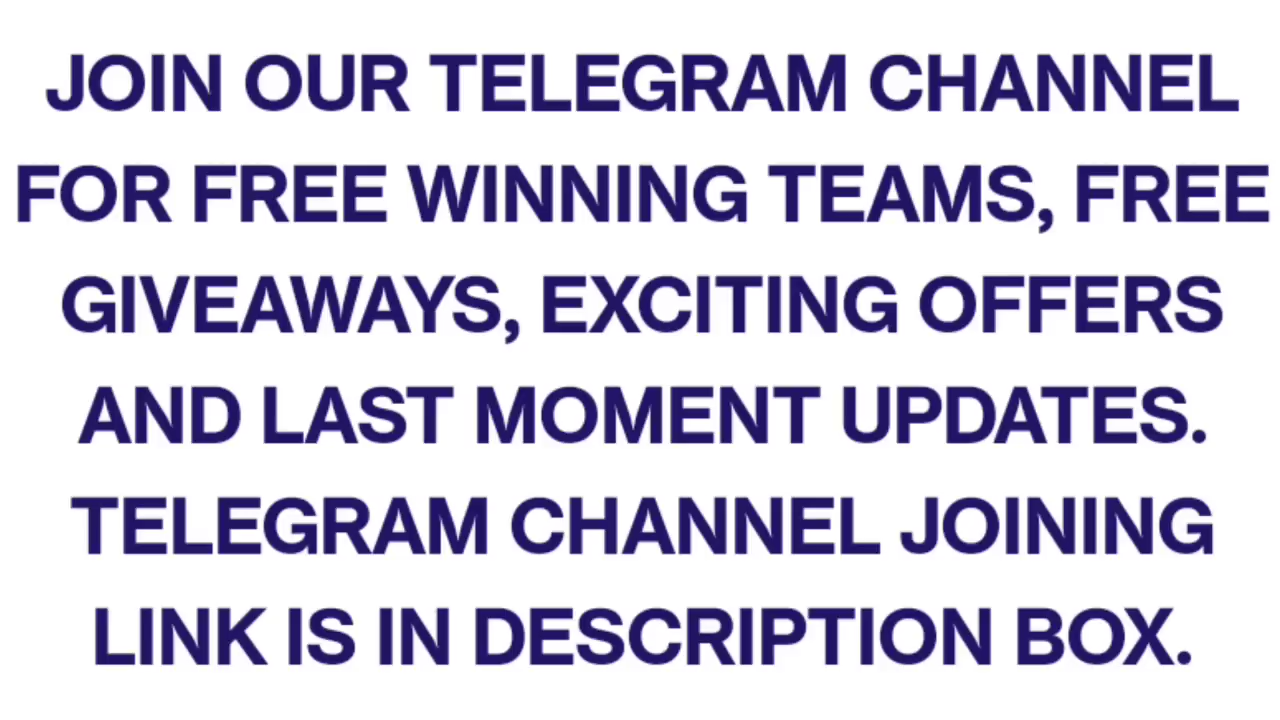 JOIN OUR TELEGRAM CHANNEL
FOR FREE WINNING TEAMS, FREE
GIVEAWAYS, EXCITING OFFERS
AND LAST MOMENT UPDATES.
TELEGRAM CHANNEL JOINING
LINK IS IN DESCRIPTION BOX.